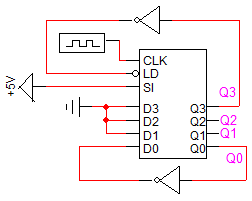 CLK
LD
+5V
SI
Q3
D3 Q3
D2 Q2 Q2
D1 Q1 Q1
D0 Q0
Q0